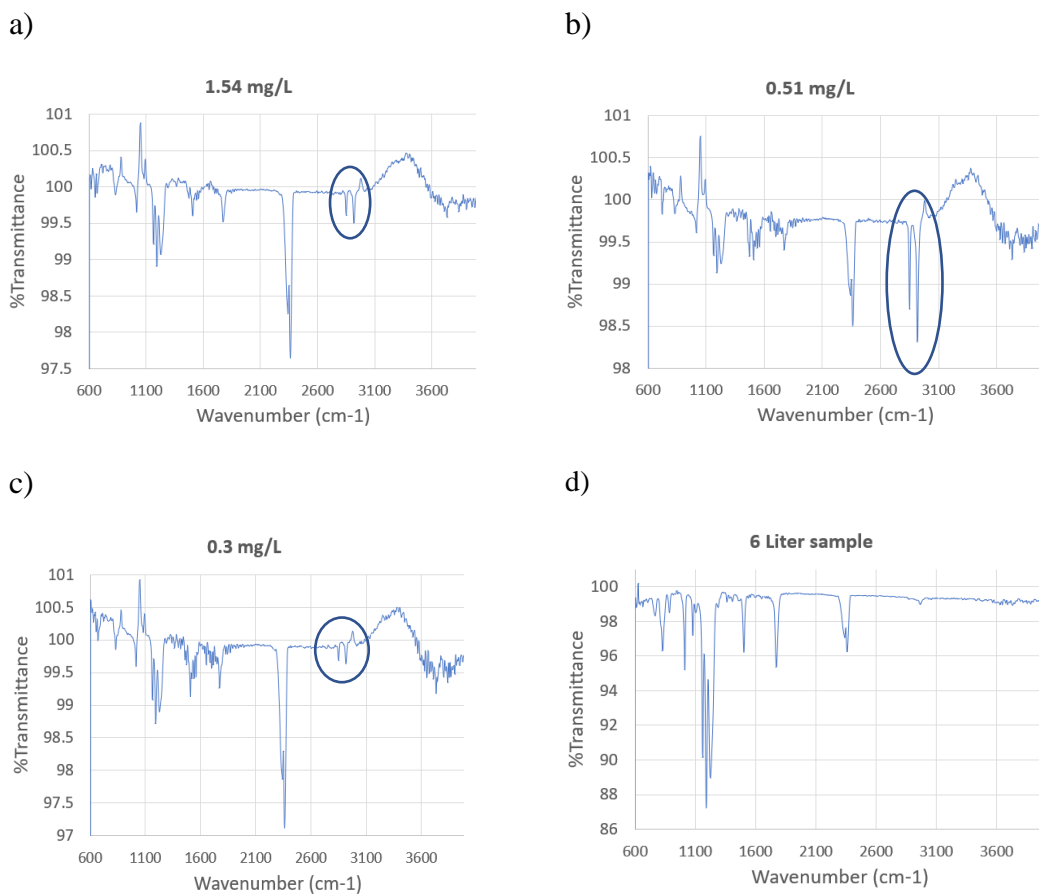 a)
1.54 mg/L
%Transmittance
101
100.5
100
99.5
99
98.5
98
97.5
600 1100 1600 2100 2600 3100 3600
Wavenumber (cm-1)
b)
0.51 mg/L
%Transmittance
101
100.5
100
99.5
99
98.5
98
600 1100 1600 2100 2600 3100 3600
Wavenumber (cm-1)
c)
0.3 mg/L
%Transmittance
101
100.5
100
99.5
99
98.5
98
97.5
97
600 1100 1600 2100 2600 3100 3600
Wavenumber (cm-1)
d)
6 Liter sample
%Transmittance
100
98
96
94
92
90
88
86
600 1100 1600 2100 2600 3100 3600
Wavenumber (cm-1)